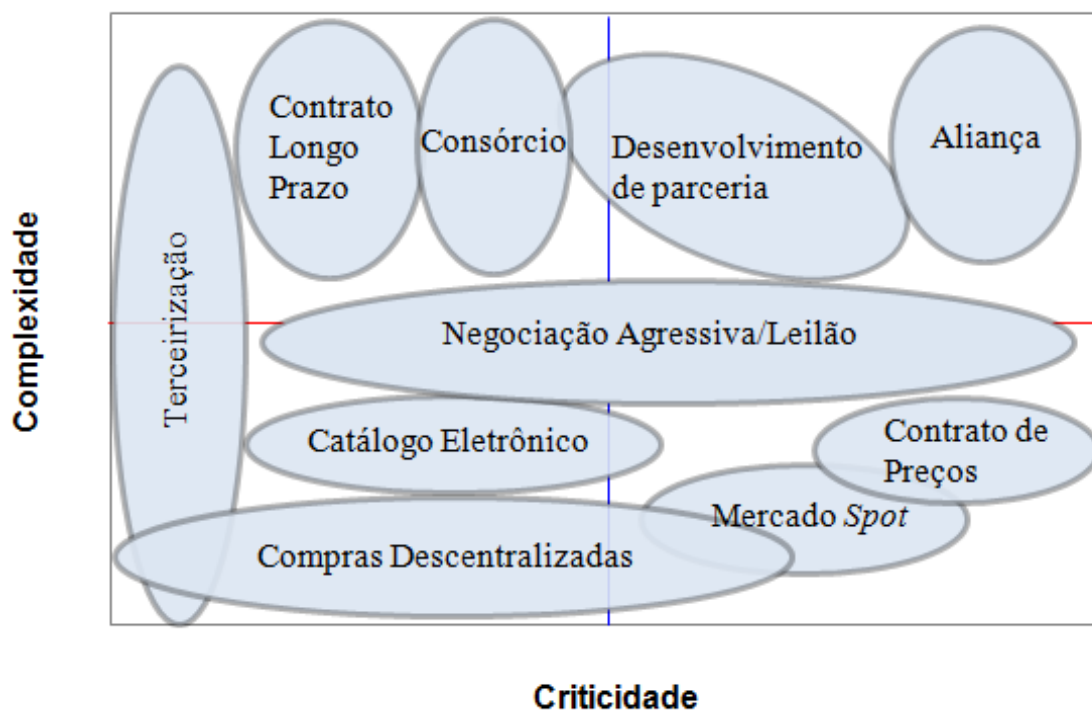 Contrato
Longo
Prazo
Consórcio
Desenvolvimento
de parceria
Aliança
Complexidade
Terceirização
Negociação Agressiva/Leilão
Catálogo Eletrônico
Contrato de
Preços
Mercado Spot
Compras Descentralizadas
Criticidade